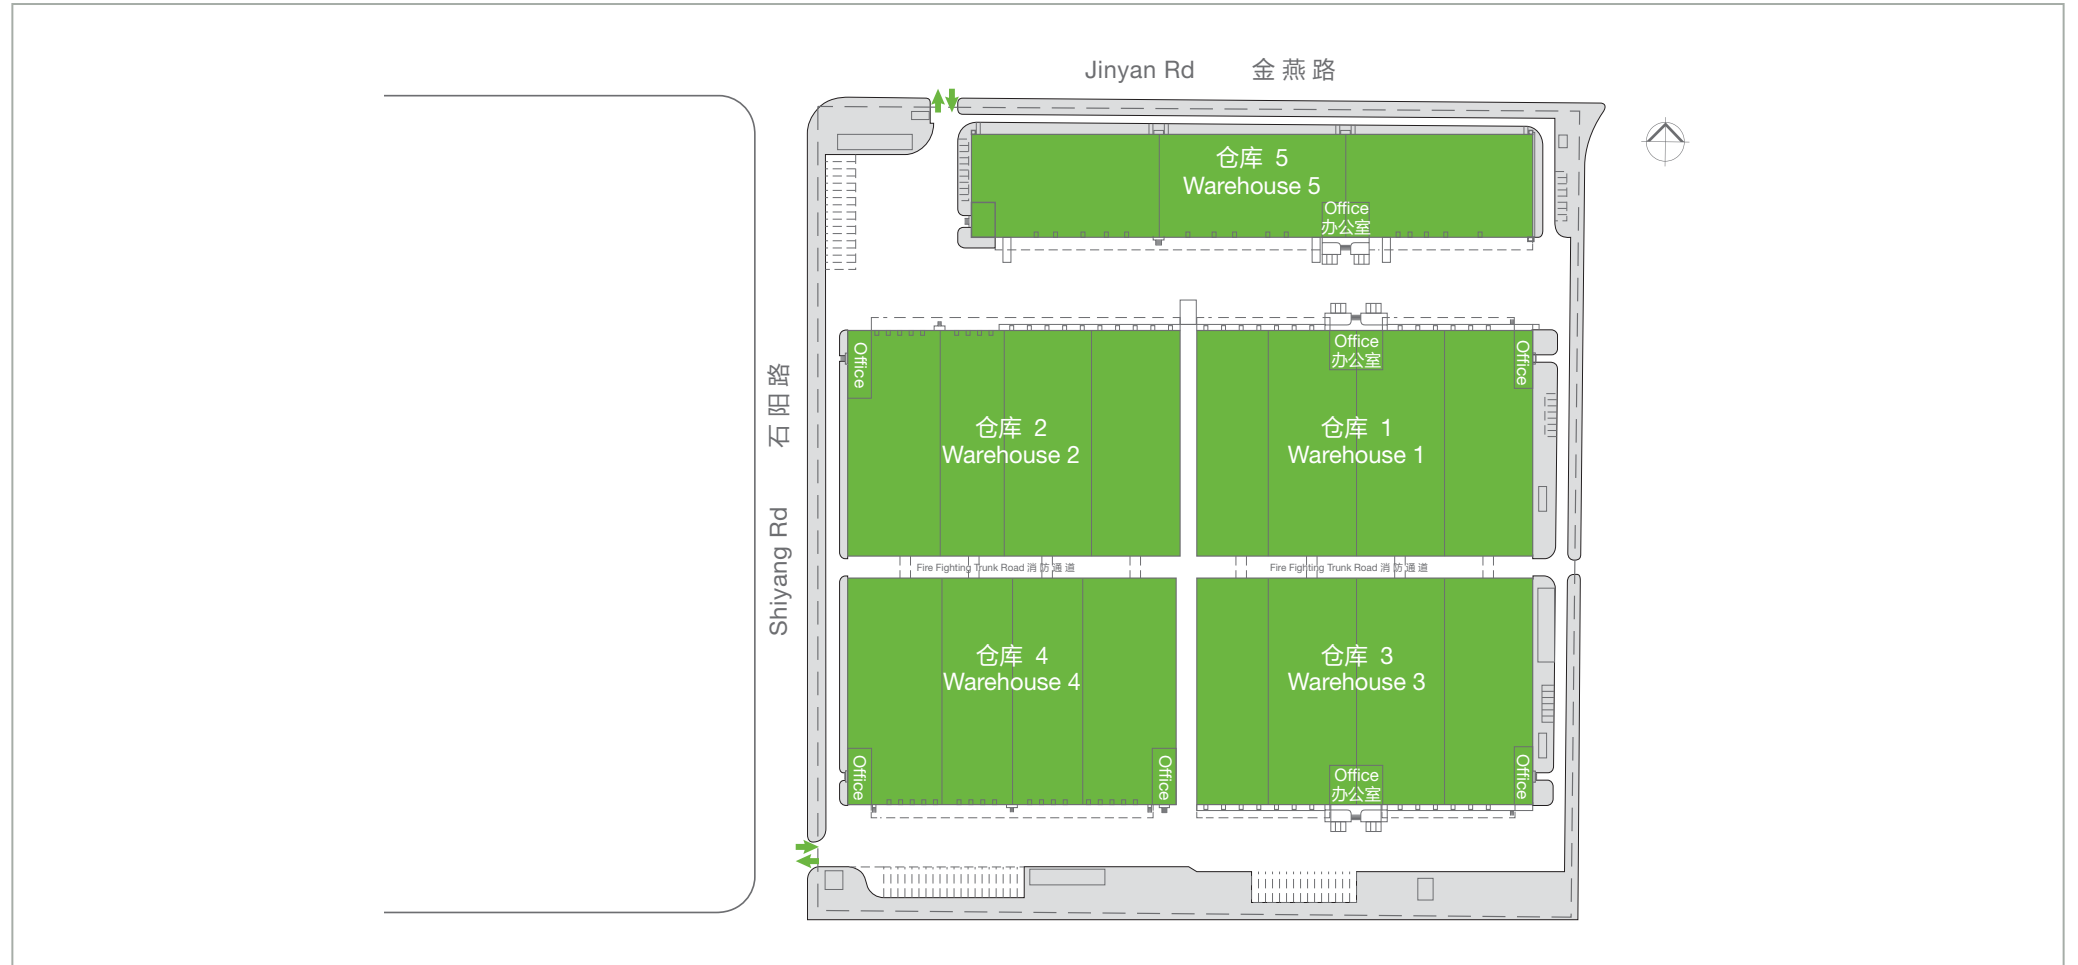 Jinyan Rd 金燕路
仓库 5
Warehouse 5
Office
办公室
石阳路
Shiyang Rd
Office
仓库 2
Warehouse 2
Office
办公室
Office
仓库 1
Warehouse 1
Fire Fighting Trunk Road 消防通道
Fire Fighting Trunk Road 消防通道
仓库 4
Warehouse 4
Office
Office
仓库 3
Warehouse 3
Office
办公室
Office